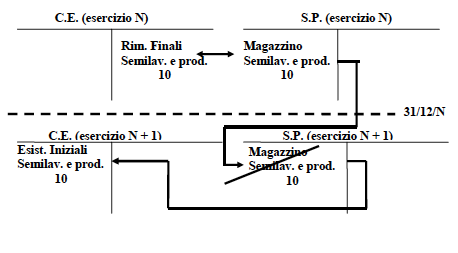 C.E. (esercizio N)
S.P. (esercizio N)
Rim. Finali
Semilav. e prod.
10
Magazzino
Semilav. e prod.
10
31/12/N
C.E. (esercizio N + 1)
S.P. (esercizio N + 1)
Esist. Iniziali
Semilav. e prod.
10
Magazzino
Semilav. e prod.
10